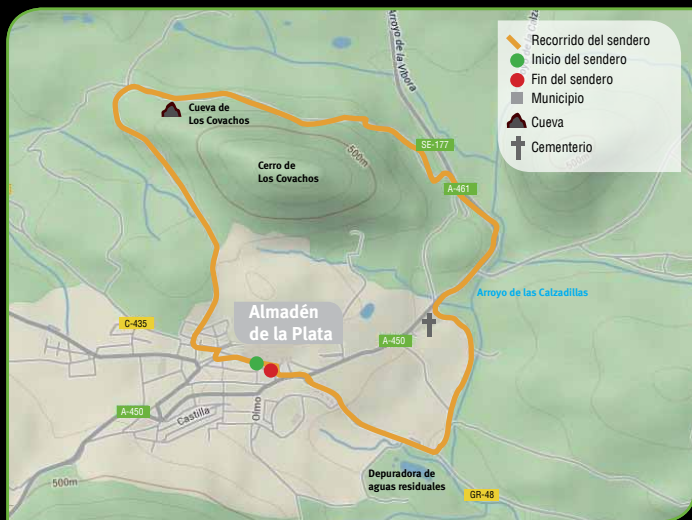 Recorrido del sendero
Inicio del sendero
Fin del sendero
Municipio
Cueva
Cementerio
Arroyo de la Víbora
Cueva de
Los Covachos
SE-177
500m
500m
Cerro de
Los Covachos
A-461
Arroyo de las Calzadillas
Almadén
de la Plata
C-435
A-450
A-450
Castilla
Olmo
Depuradora de
aguas residuales
500m
GR-48